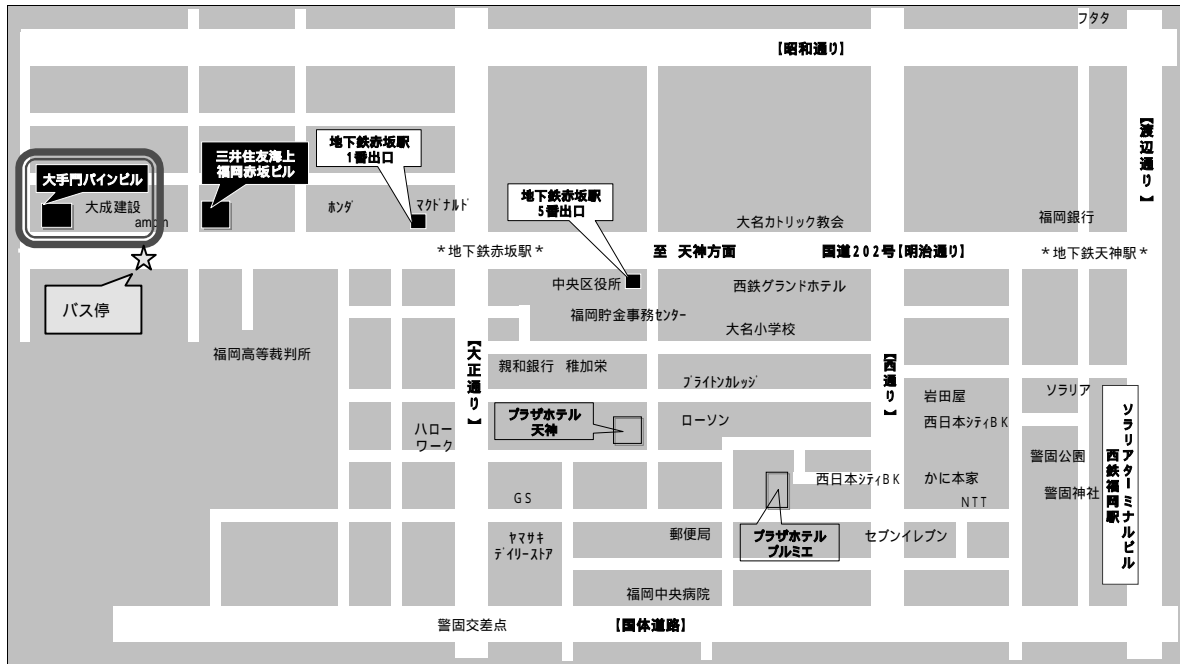 フタタ
【昭和通り】
【渡辺通り】
地下鉄赤坂駅
1番出口
三井住友海上
福岡赤坂ビル
大手門パインビル
大成建設
ホンダ
マクドナルド
地下鉄赤坂駅
5番出口
大名カトリック教会
福岡銀行
*地下鉄赤坂駅*
至 天神方面
国道202号【明治通り】
*地下鉄天神駅*
バス停
中央区役所
西鉄グランドホテル
福岡貯金事務センター
大名小学校
福岡高等裁判所
【大正通り】
親和銀行 稚加栄
ブライトンカレッジ
【西通り】
岩田屋
ソラリア
西日本シティBK
プラザホテル
天神
ローソン
ハロー
ワーク
警固公園
西日本シティBK
かに本家
警固神社
NTT
GS
ソラリアターミナルビル
西鉄福岡駅
ヤマサキ
デイリーストア
郵便局
プラザホテル
プルミエ
セブンイレブン
福岡中央病院
警固交差点
【国体道路】